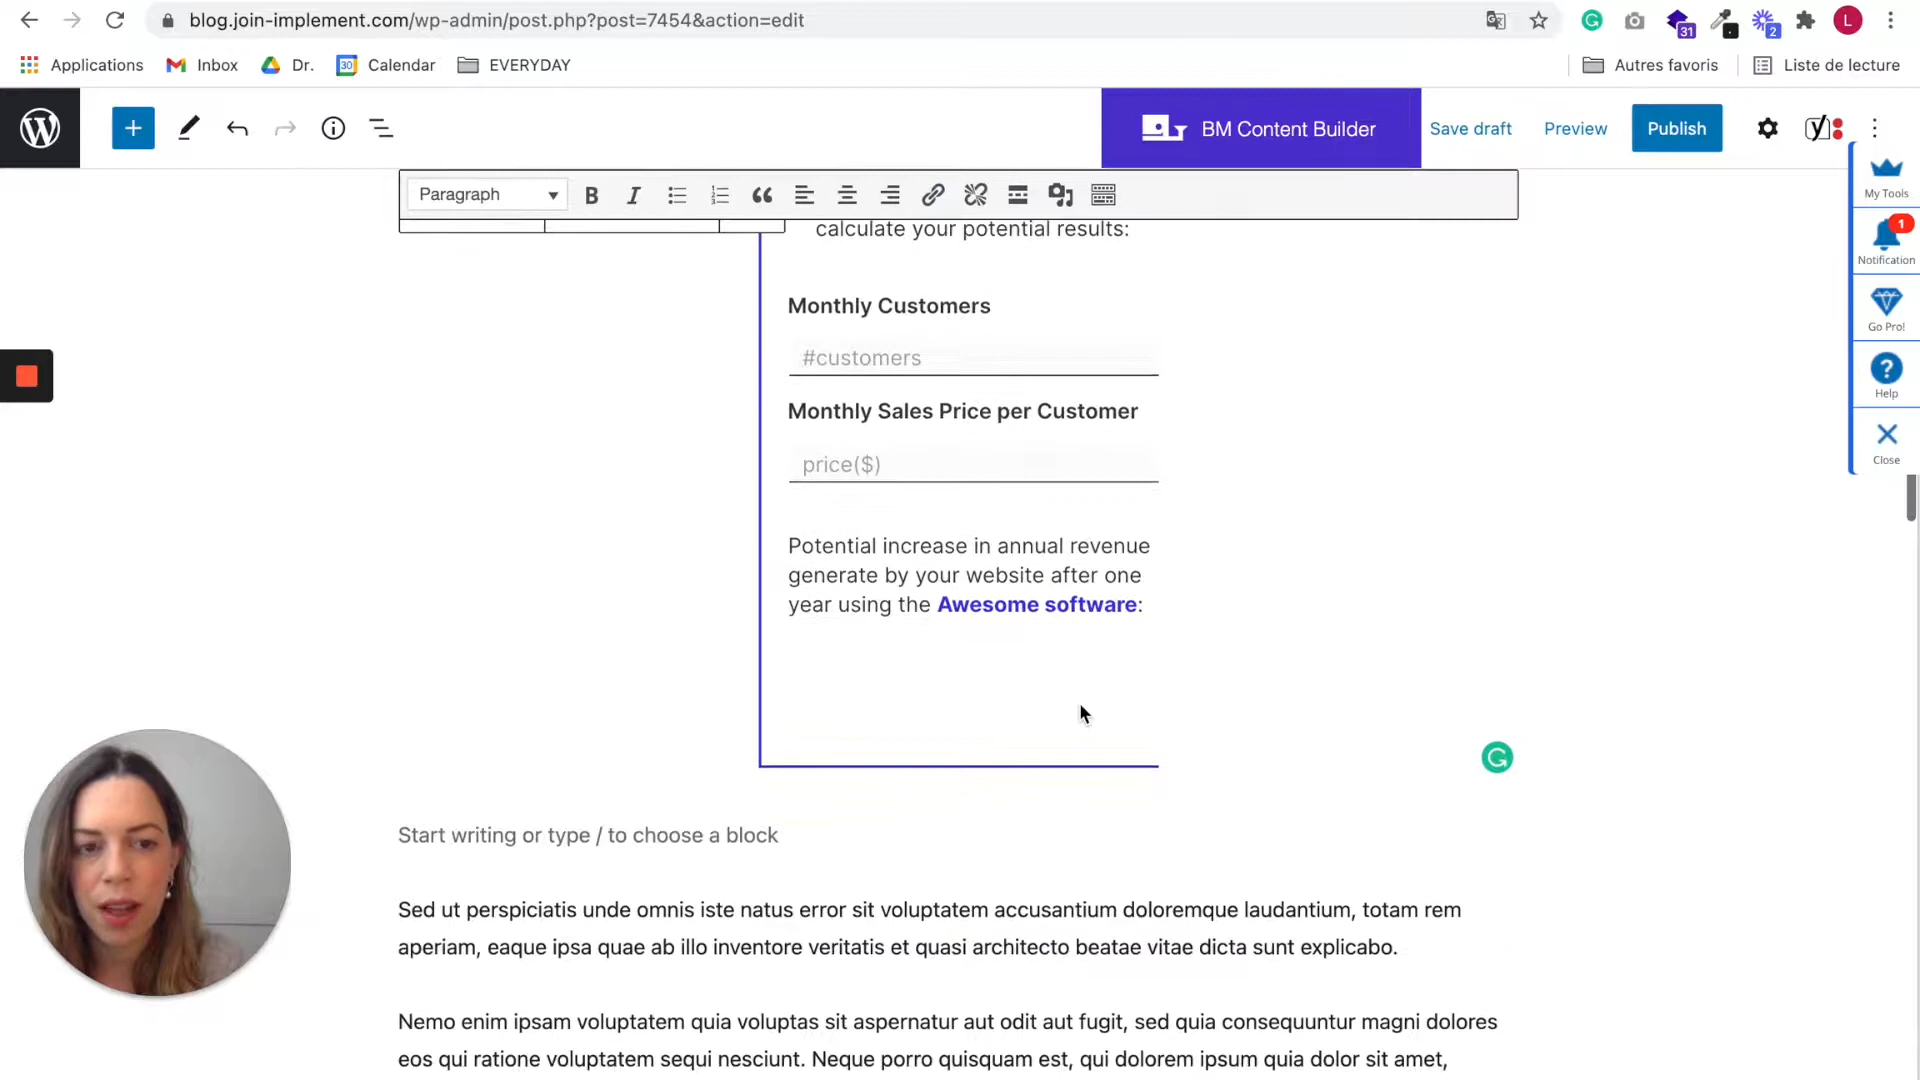 blog.join-implement.com/wp-admin/post.php?post=7454&action=edit
31
2
L
Applications
Inbox
Dr.
30
Calendar
EVERYDAY
Autres favoris
Liste de lecture
BM Content Builder
Save draft
Preview
Publish
My Tools
1
Notification
Go Pro!
Help
Close
Paragraph
B
I
calculate your potential results:
Monthly Customers
#customers
Monthly Sales Price per Customer
price($)
Potential increase in annual revenue
generate by your website after one
year using the Awesome software:
Start writing or type / to choose a block
Sed ut perspiciatis unde omnis iste natus error sit voluptatem accusantium doloremque laudantium, totam rem
aperiam, eaque ipsa quae ab illo inventore veritatis et quasi architecto beatae vitae dicta sunt explicabo.
Nemo enim ipsam voluptatem quia voluptas sit aspernatur aut odit aut fugit, sed quia consequuntur magni dolores
eos qui ratione voluptatem sequi nesciunt. Neque porro quisquam est, qui dolorem ipsum quia dolor sit amet,